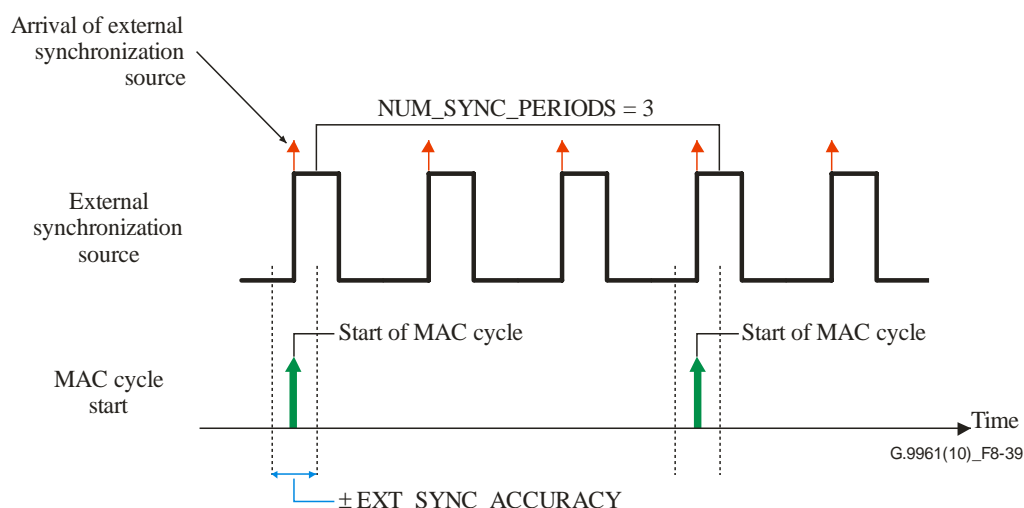 Arrival of external
synchronization
source
NUM_SYNC_PERIODS = 3
External
synchronization
source
Start of MAC cycle
Start of MAC cycle
MAC cycle
start
Time
G.9961(10)_F8-39
± EXT_SYNC_ACCURACY